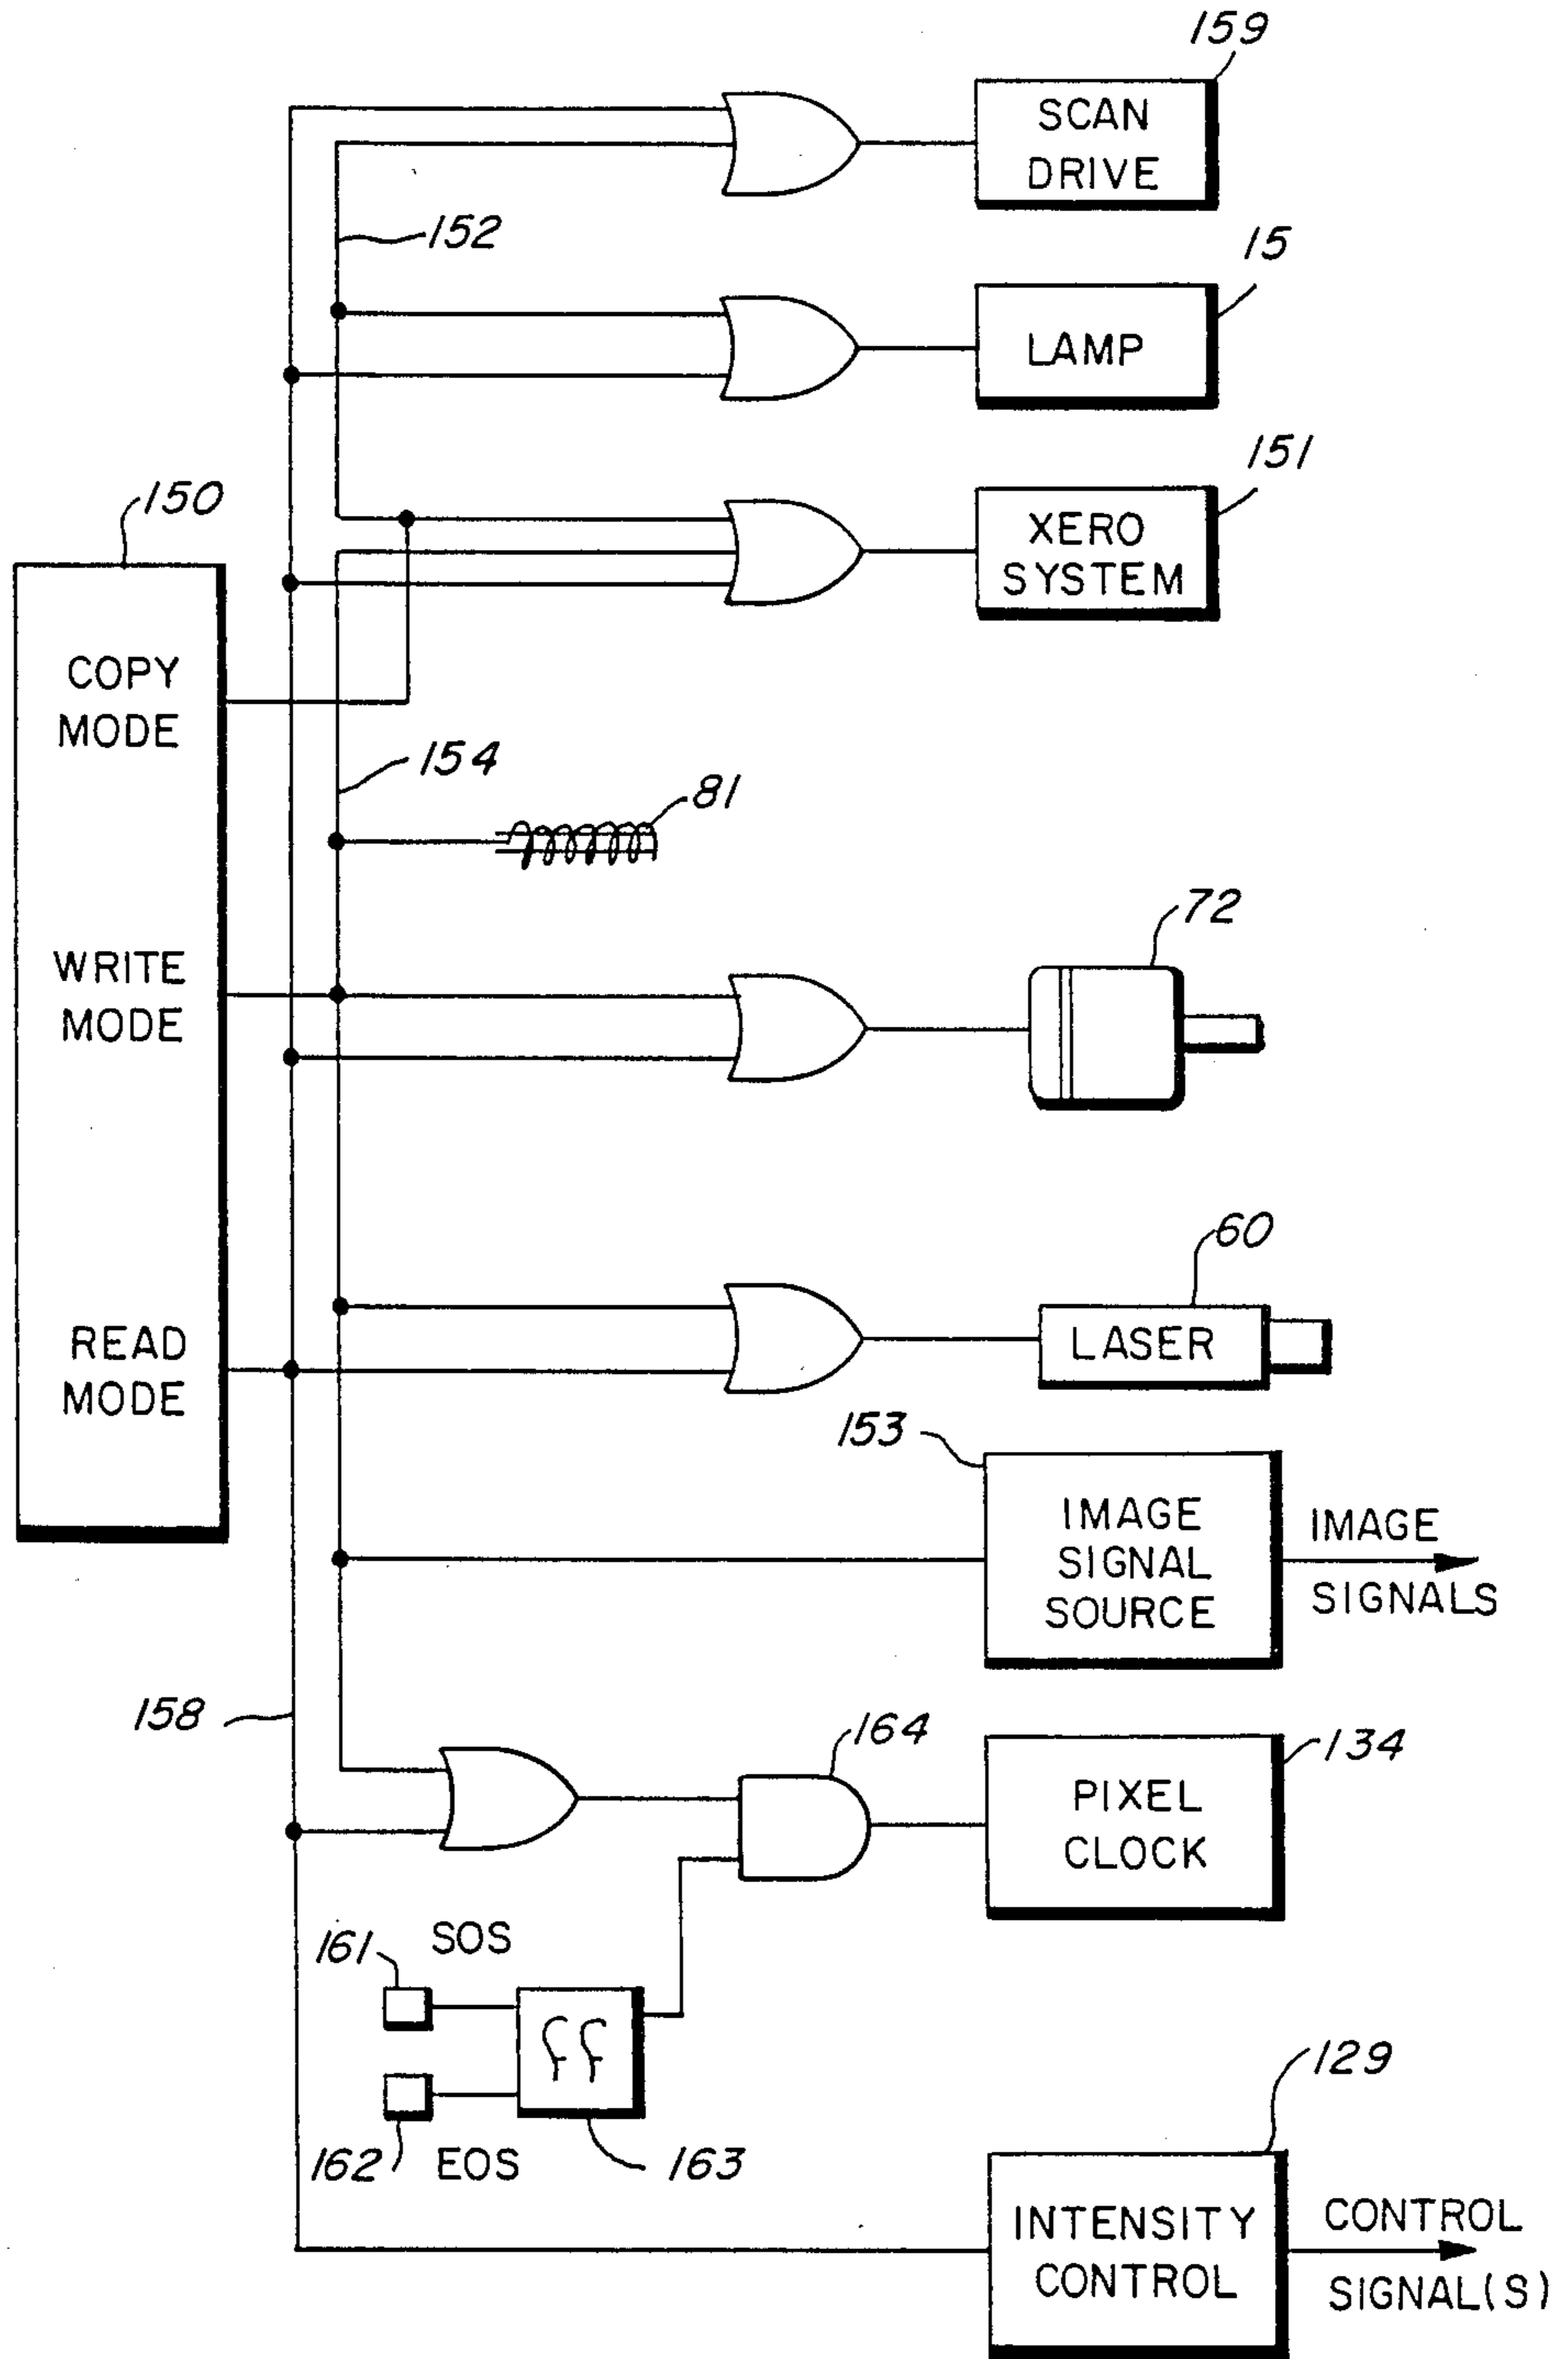 159
SCAN
DRIVE
152
15
LAMP
151
XERO
SYSTEM
150
COPY
MODE
154
81
72
WRITE
MODE
60
LASER
READ
MODE
153
IMAGE
SIGNAL
SOURCE
IMAGE
SIGNALS
158
164
134
PIXEL
CLOCK
SOS
161
ff
162
EOS
163
129
INTENSITY
CONTROL
CONTROL
SIGNAL(S)